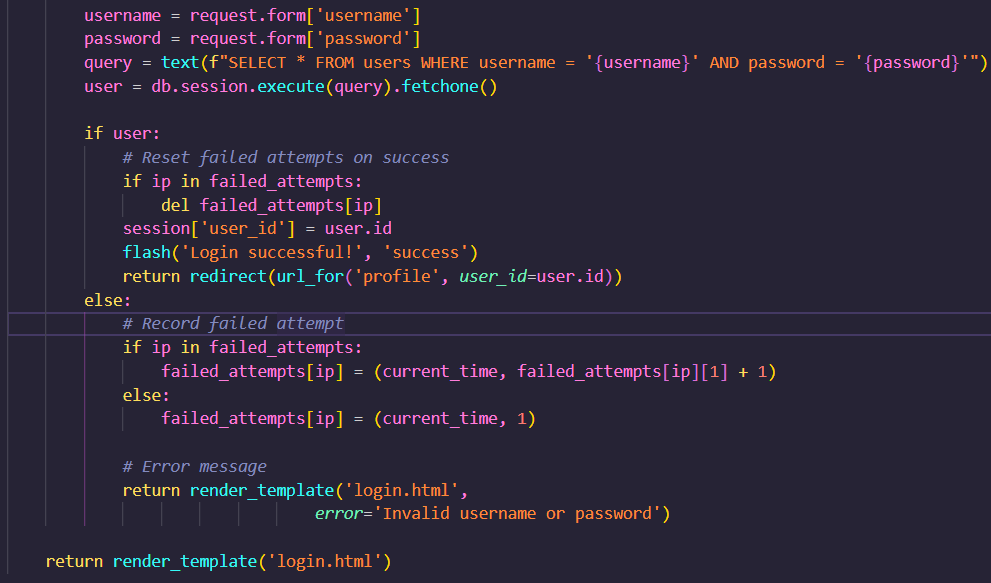 username = request.form['username']
password = request.form['password']
query = text(f"SELECT * FROM users WHERE username = '{username}' AND password = '{password}'")
user = db.session.execute(query).fetchone()
if user:
# Reset failed attempts on success
if ip in failed_attempts:
del failed_attempts[ip]
session['user_id'] = user.id
flash('Login successful!', 'success')
return redirect(url_for('profile', user_id=user.id))
else:
# Record failed attempt
if ip in failed_attempts:
failed_attempts[ip] = (current_time, failed_attempts[ip][1] + 1)
else:
failed_attempts[ip] = (current_time, 1)
# Error message
return render_template('login.html',
error='Invalid username or password')
return render_template('login.html')